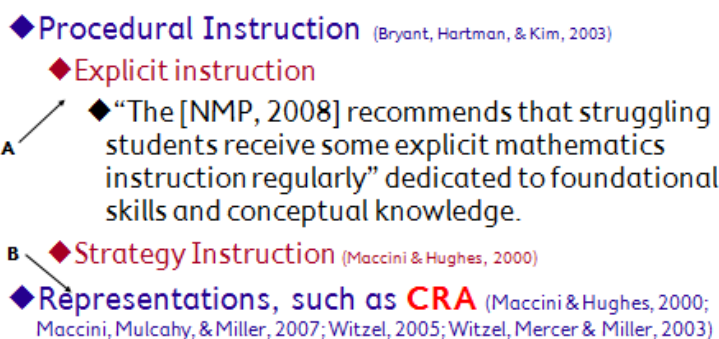 ◆Procedural Instruction (Bryant, Hartman, & Kim, 2003)
◆Explicit instruction
◆“The [NMP, 2008] recommends that struggling
A
students receive some explicit mathematics
instruction regularly” dedicated to foundational
skills and conceptual knowledge.
B
◆Strategy Instruction (Maccini & Hughes, 2000)
◆Representations, such as CRA (Maccini & Hughes, 2000;
Maccini, Mulcahy, & Miller, 2007; Witzel, 2005; Witzel, Mercer & Miller, 2003)